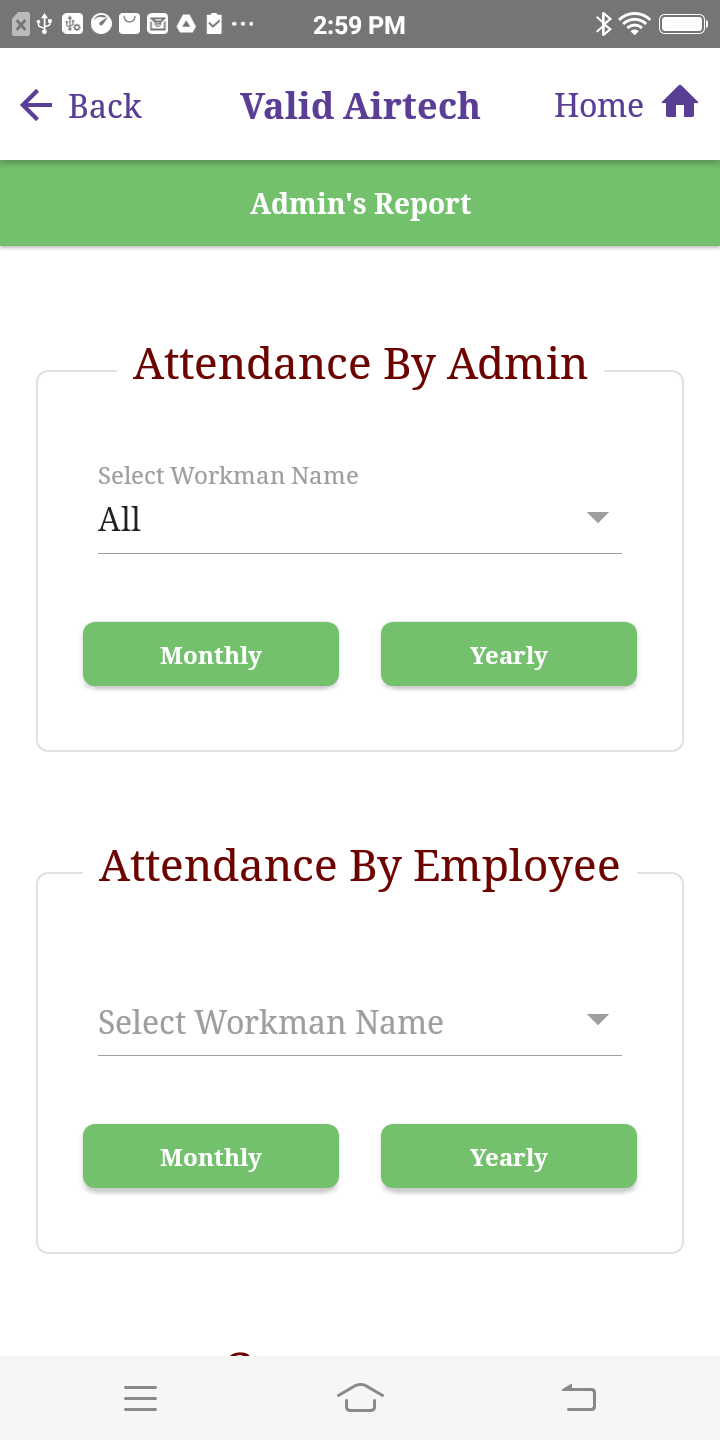 2:59 PM
Back Valid Airtech Home
Admin's Report
Attendance By Admin
Select Workman Name
All
Monthly Yearly
Attendance By Employee
Select Workman Name
Monthly Yearly